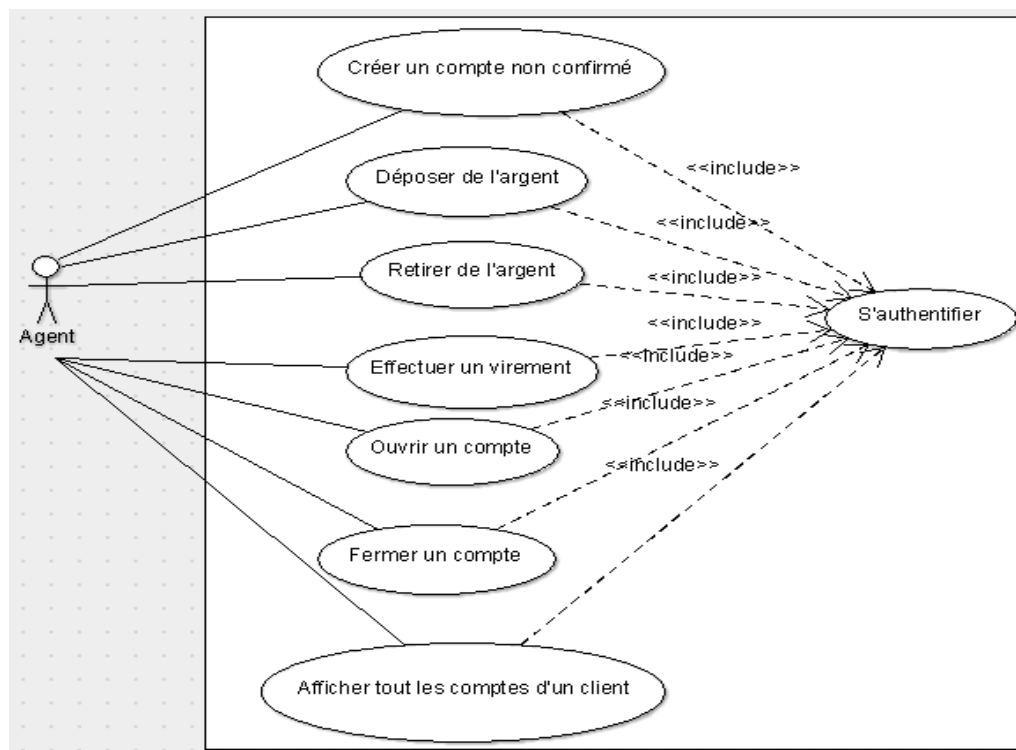 Créer un compte non confirmé
<<include>>
Déposer de l'argent
<<include>>
Retirer de l'argent
<<include>>
S'authentifier
Agent
<<include>>
Effectuer un virement
<<include>>
<<include>>
Ouvrir un compte
<<include>>
Fermer un compte
Afficher tout les comptes d'un client